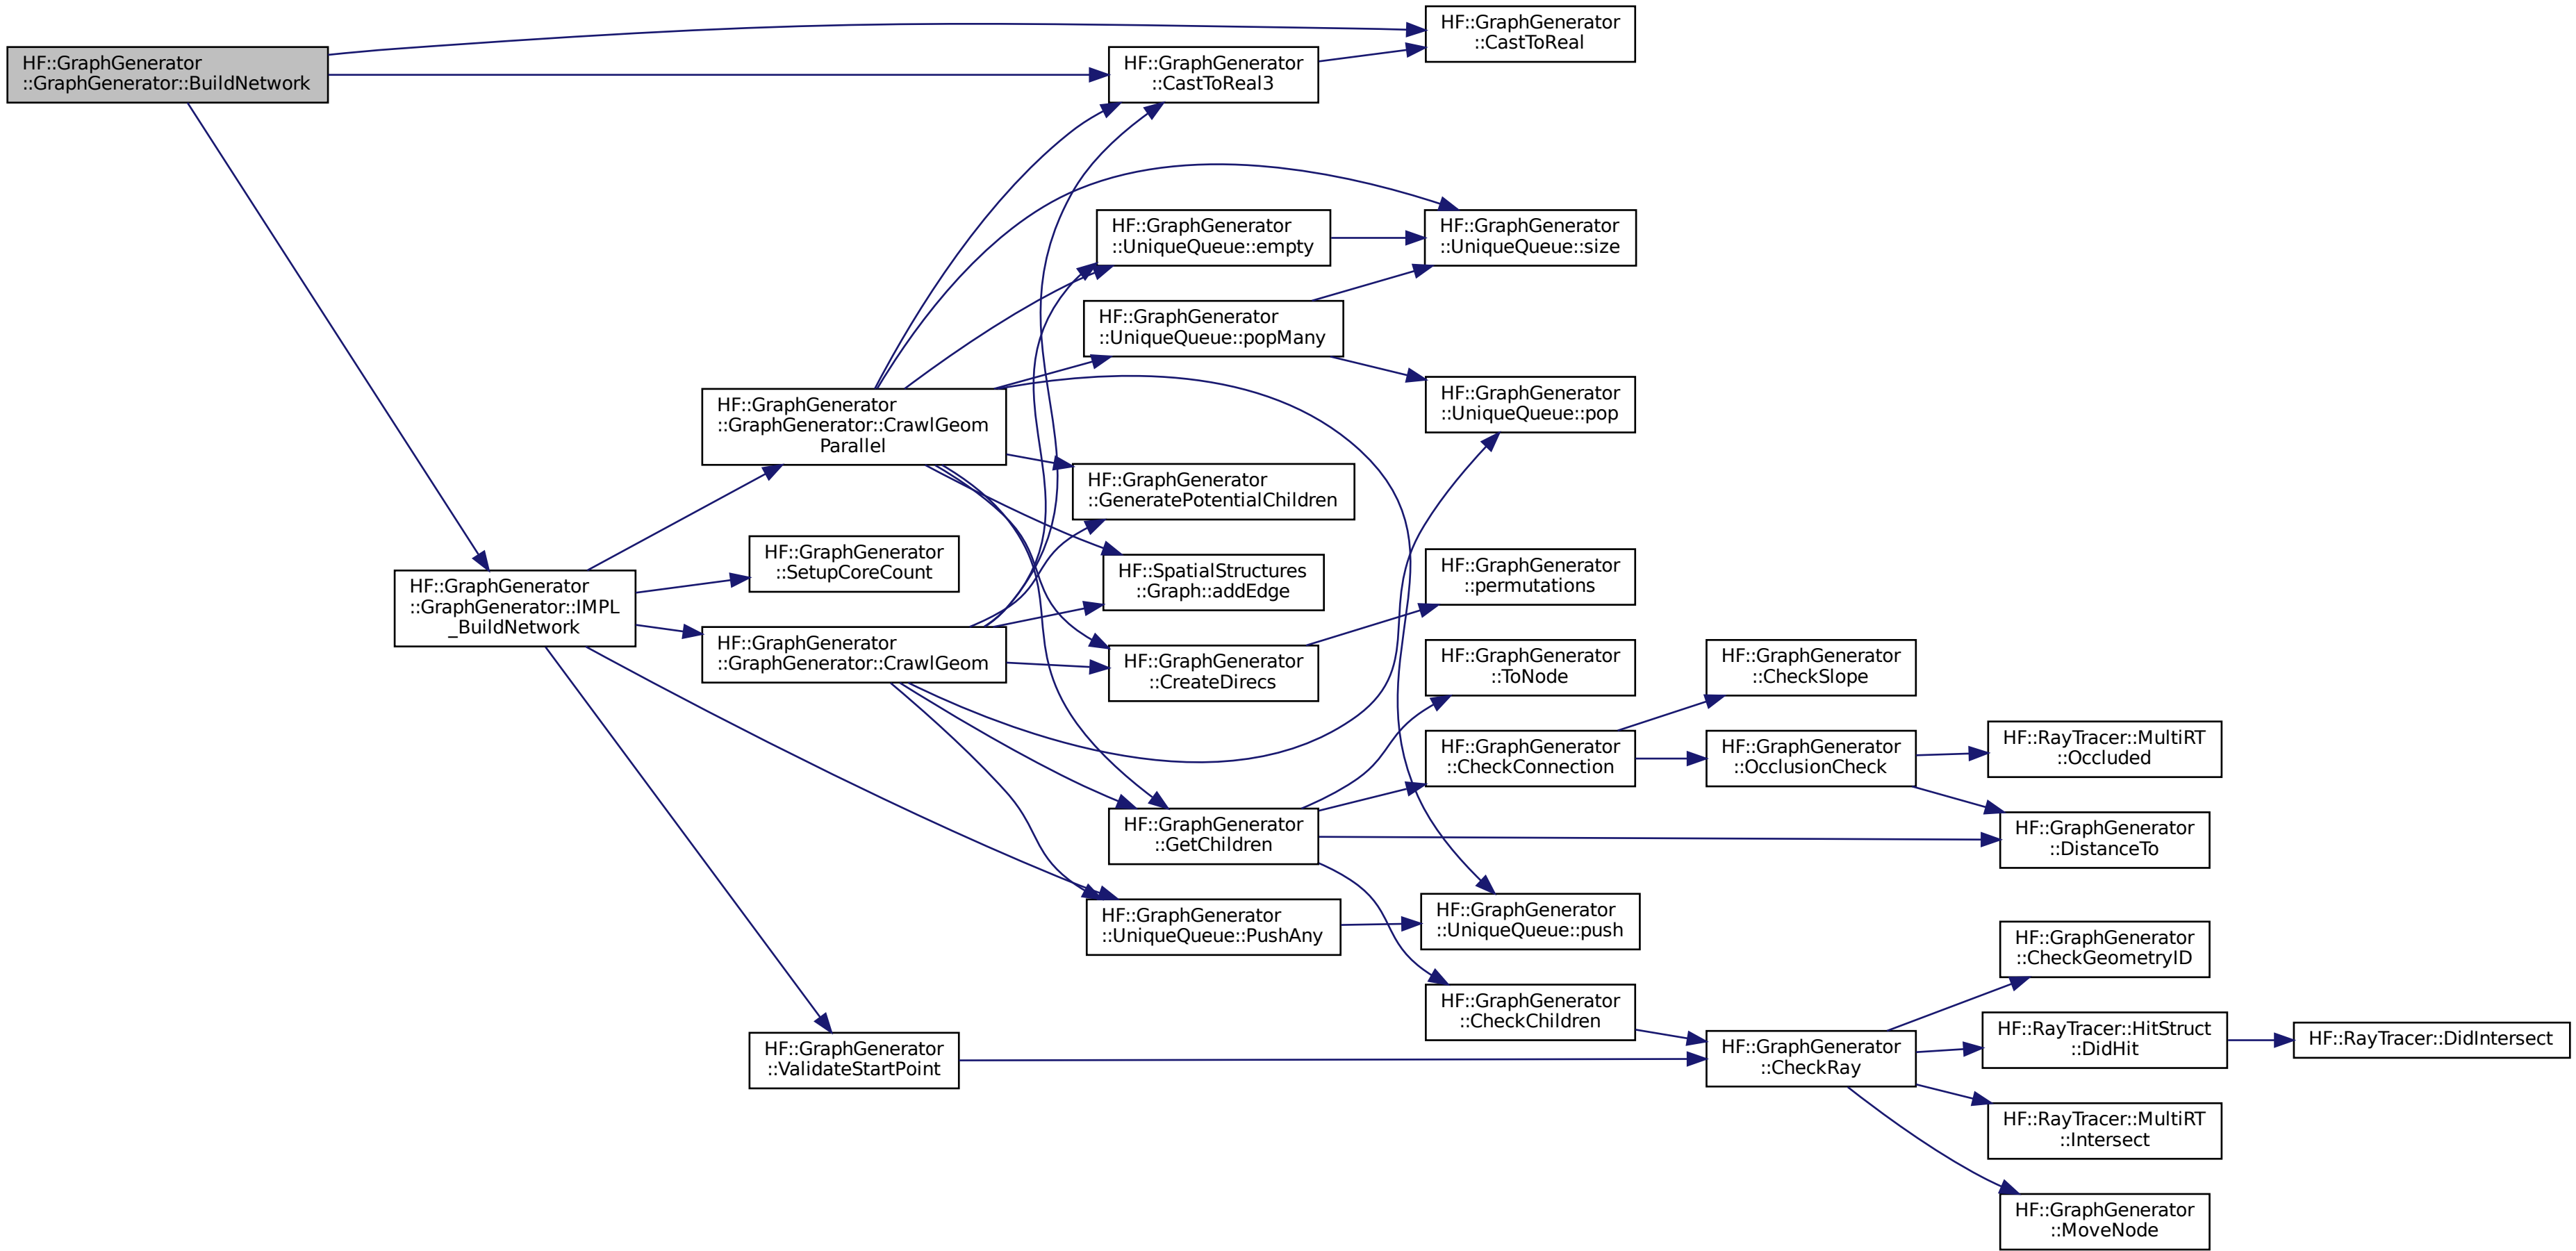 HF::GraphGenerator
::GraphGenerator::BuildNetwork
HF::GraphGenerator
::CastToReal
HF::GraphGenerator
::CastToReal3
HF::GraphGenerator
::GraphGenerator::IMPL
_BuildNetwork
HF::GraphGenerator
::GraphGenerator::CrawlGeom
Parallel
HF::GraphGenerator
::SetupCoreCount
HF::GraphGenerator
::GraphGenerator::CrawlGeom
HF::GraphGenerator
::ValidateStartPoint
HF::GraphGenerator
::UniqueQueue::empty
HF::GraphGenerator
::UniqueQueue::popMany
HF::GraphGenerator
::GeneratePotentialChildren
HF::SpatialStructures
::Graph::addEdge
HF::GraphGenerator
::CreateDirecs
HF::GraphGenerator
::GetChildren
HF::GraphGenerator
::UniqueQueue::PushAny
HF::GraphGenerator
::UniqueQueue::size
HF::GraphGenerator
::UniqueQueue::pop
HF::GraphGenerator
::permutations
HF::GraphGenerator
::ToNode
HF::GraphGenerator
::CheckConnection
HF::GraphGenerator
::UniqueQueue::push
HF::GraphGenerator
::CheckChildren
HF::GraphGenerator
::CheckSlope
HF::GraphGenerator
::OcclusionCheck
HF::GraphGenerator
::CheckRay
HF::RayTracer::MultiRT
::Occluded
HF::GraphGenerator
::DistanceTo
HF::GraphGenerator
::CheckGeometryID
HF::RayTracer::HitStruct
::DidHit
HF::RayTracer::MultiRT
::Intersect
HF::GraphGenerator
::MoveNode
HF::RayTracer::DidIntersect